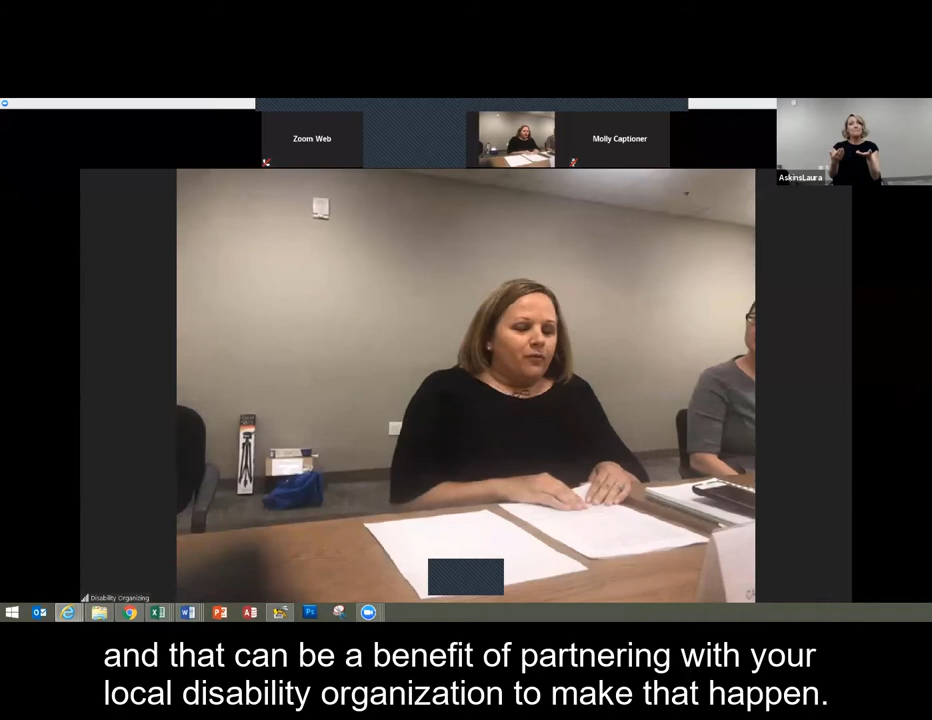 Zoom Web
Molly Captioner
AskinsLaura
Disability Organizing
and that can be a benefit of partnering with your
local disability organization to make that happen.